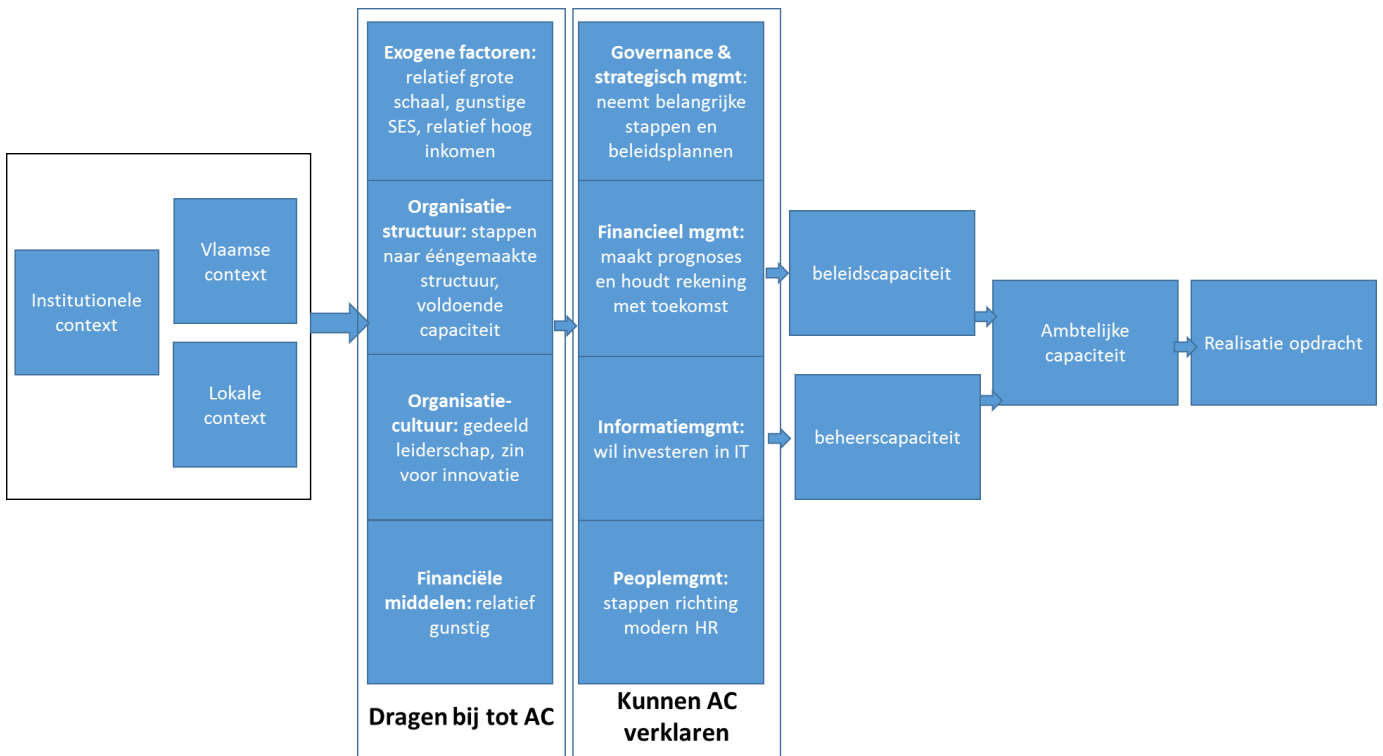 Institutionele
context
Vlaamse
context
Lokale
context
Exogene factoren:
relatief grote
schaal, gunstige
SES, relatief hoog
inkomen
Organisatie-
structuur: stappen
naar ééngemaakte
structuur,
voldoende
capaciteit
Organisatie-
cultuur: gedeeld
leiderschap, zin
voor innovatie
Financiële
middelen: relatief
gunstig
Dragen bij tot AC
Governance &
strategisch mgmt:
neemt belangrijke
stappen en
beleidsplannen
Financieel mgmt:
maakt prognoses
en houdt rekening
met toekomst
Informatiemgmt:
wil investeren in IT
Peoplemgmt:
stappen richting
modern HR
Kunnen AC
verklaren
beleidscapaciteit
beheerscapaciteit
Ambtelijke
capaciteit
Realisatie opdracht